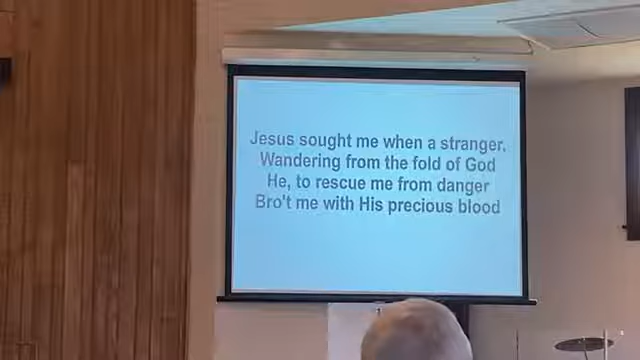 Jesus sought me when a stranger.
Wandering from the fold of God
He, to rescue me from danger
Bro't me with His precious blood